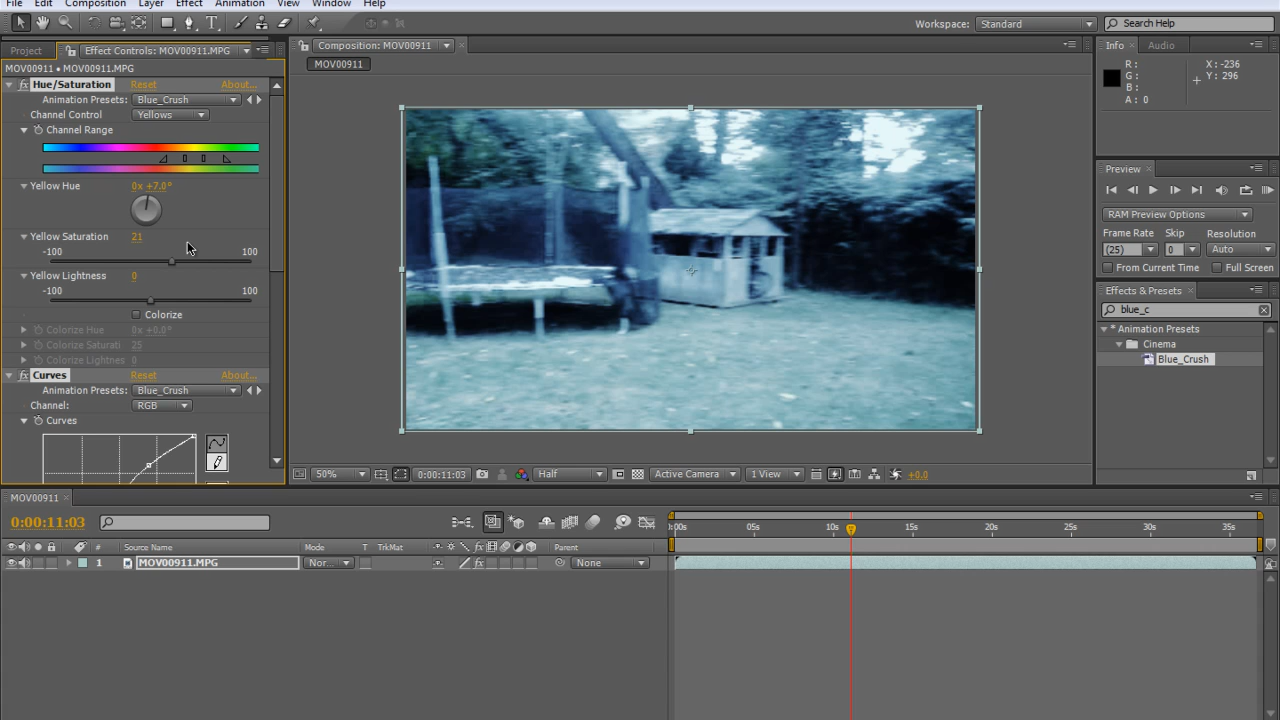 File Edit Composition Layer Effect Animation View Window Help
Workspace: Standard Search Help
Project Effect Controls: MOV00911.MPG
MOV00911 • MOV00911.MPG
Hue/Saturation Reset About...
Animation Presets: Blue_Crush
Channel Control Yellows
Channel Range
Yellow Hue 0x +7.0°
Yellow Saturation 21
-100 100
Yellow Lightness 0
-100 100
Colorize
Colorize Hue 0x +0.0°
Colorize Saturati 25
Colorize Lightnes 0
Curves Reset About...
Animation Presets: Blue_Crush
Channel: RGB
Curves
Composition: MOV00911
MOV00911
50% 0:00:11:03 Half Active Camera 1 View +0.0
Info Audio
R: X: -236
G: Y: 296
B:
A: 0
Preview
RAM Preview Options
Frame Rate Skip Resolution
(25) 0 Auto
From Current Time Full Screen
Effects & Presets
blue_c
* Animation Presets
Cinema
Blue_Crush
MOV00911
0:00:11:03
:00s 05s 10s 15s 20s 25s 30s 35s
# Source Name Mode T TrkMat Parent
1 MOV00911.MPG Nor... None